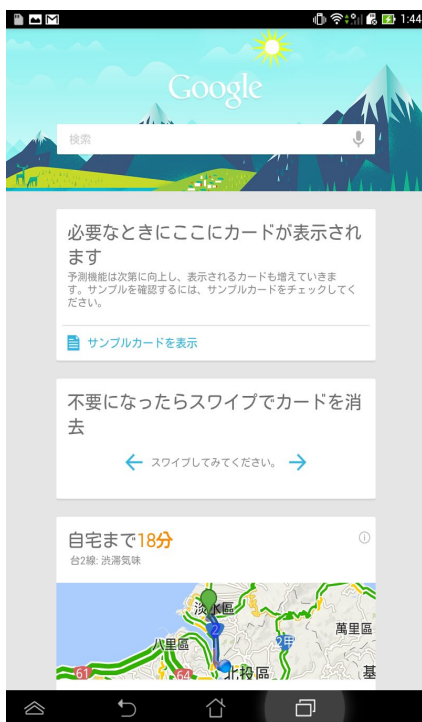 1:44
Google
検索
必要なときにここにカードが表示され
ます
予測機能は次第に向上し、表示されるカードも増えていきま
す。サンプルを確認するには、サンプルカードをチェックしてく
ださい。
サンプルカードを表示
不要になったらスワイプでカードを消
去
スワイプしてみてください。
自宅まで18分
台2線: 渋滞気味
淡水區
萬里區
2
2甲
八里區
61
64
北投區
基